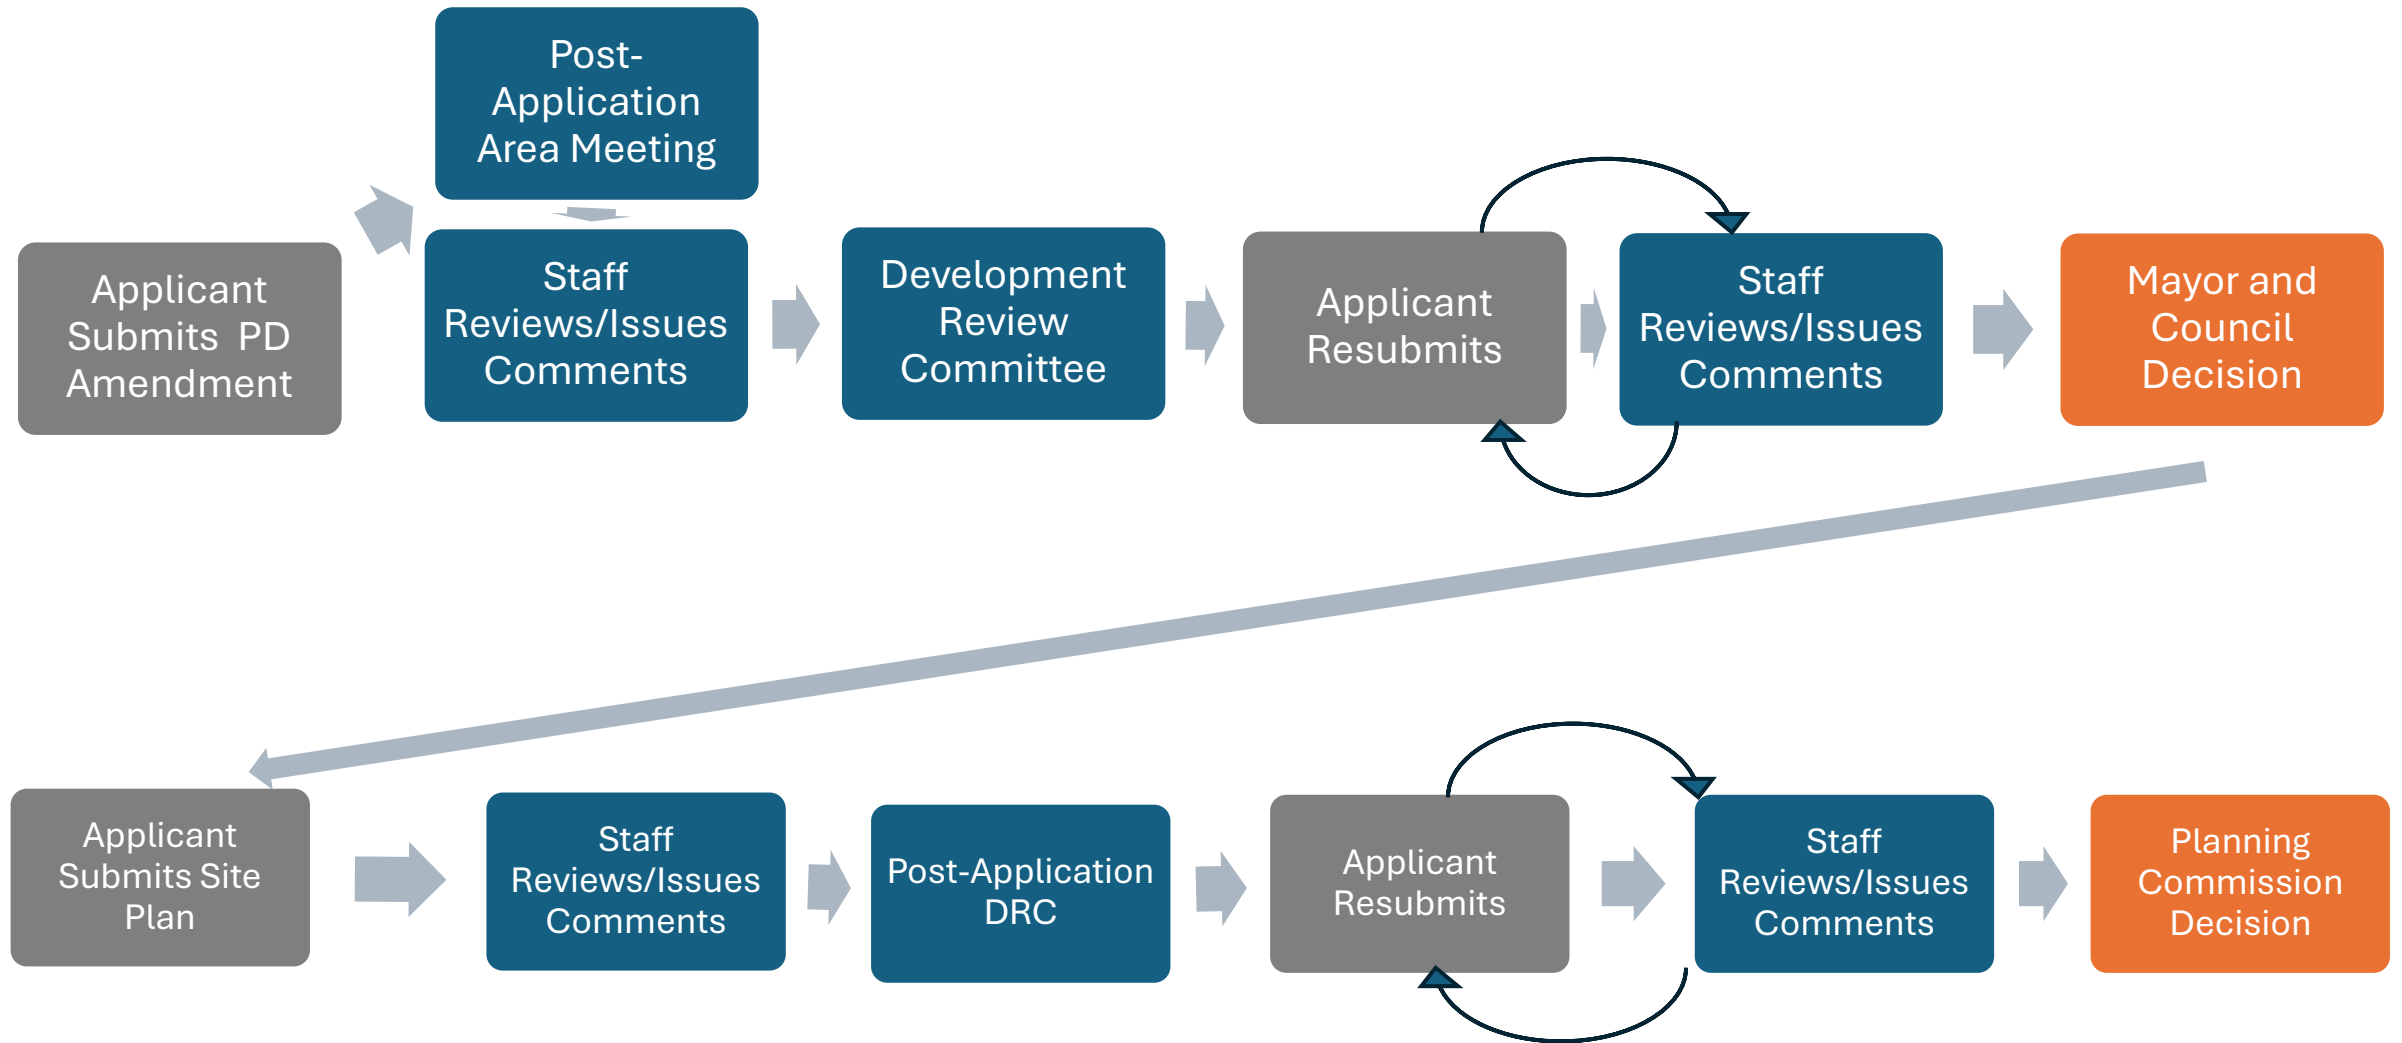 Post-
Application
Area Meeting
Applicant
Submits  PD
Amendment
Staff
Reviews/Issues
Comments
Development
Review
Committee
Applicant
Resubmits
Staff
Reviews/Issues
Comments
Mayor and
Council
Decision
Applicant
Submits Site
Plan
Staff
Reviews/Issues
Comments
Post-Application
DRC
Applicant
Resubmits
Staff
Reviews/Issues
Comments
Planning
Commission
Decision